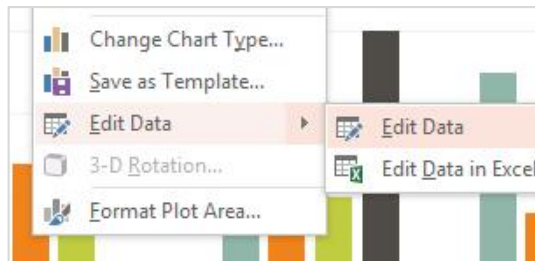 Change Chart Type...
Save as Template...
Edit Data
3-D Rotation...
Format Plot Area...
Edit Data
Edit Data in Excel